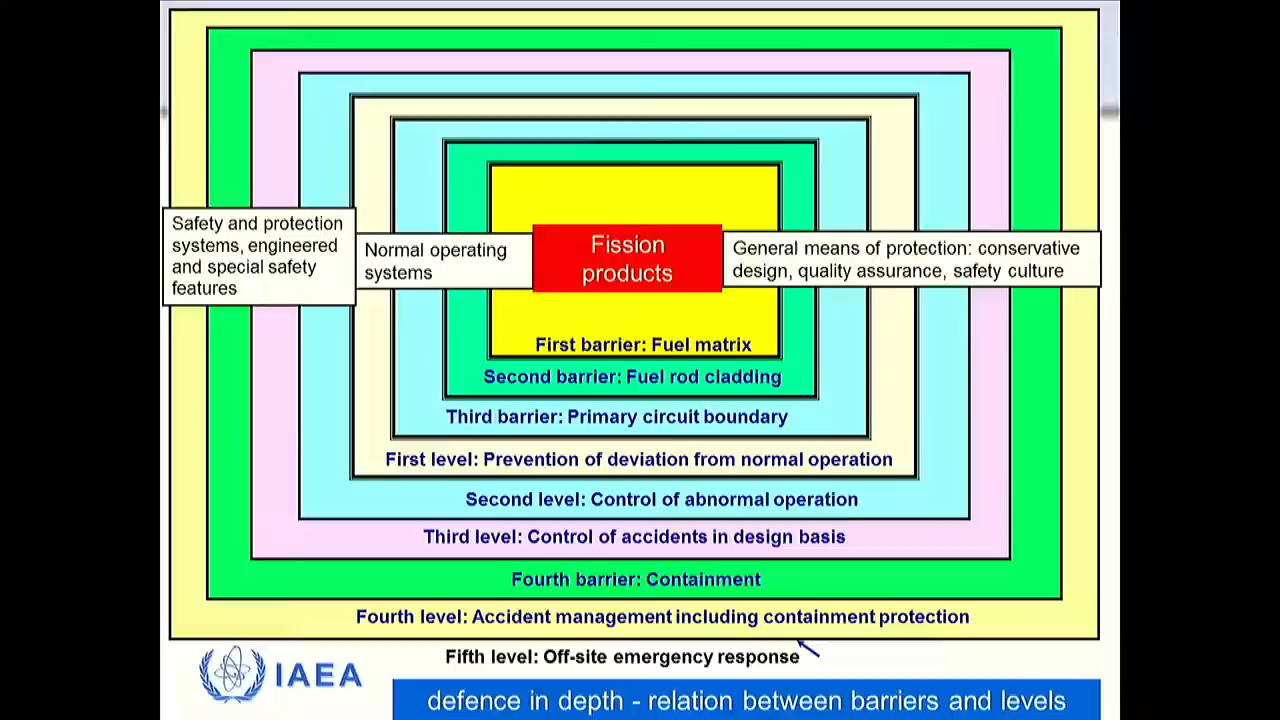 Safety and protection
systems, engineered
and special safety
features
Normal operating
systems
Fission
products
General means of protection: conservative
design, quality assurance, safety culture
First barrier: Fuel matrix
Second barrier: Fuel rod cladding
Third barrier: Primary circuit boundary
First level: Prevention of deviation from normal operation
Second level: Control of abnormal operation
Third level: Control of accidents in design basis
Fourth barrier: Containment
Fourth level: Accident management including containment protection
Fifth level: Off-site emergency response
IAEA
defence in depth - relation between barriers and levels